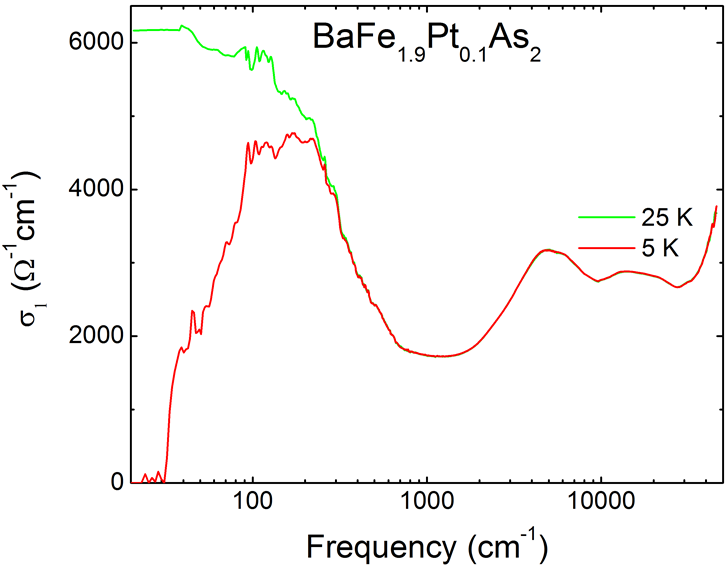 BaFe1.9Pt0.1As2
6000
4000
2000
0
σ1 (Ω-1cm-1)
25 K
5 K
100
1000
10000
Frequency (cm-1)